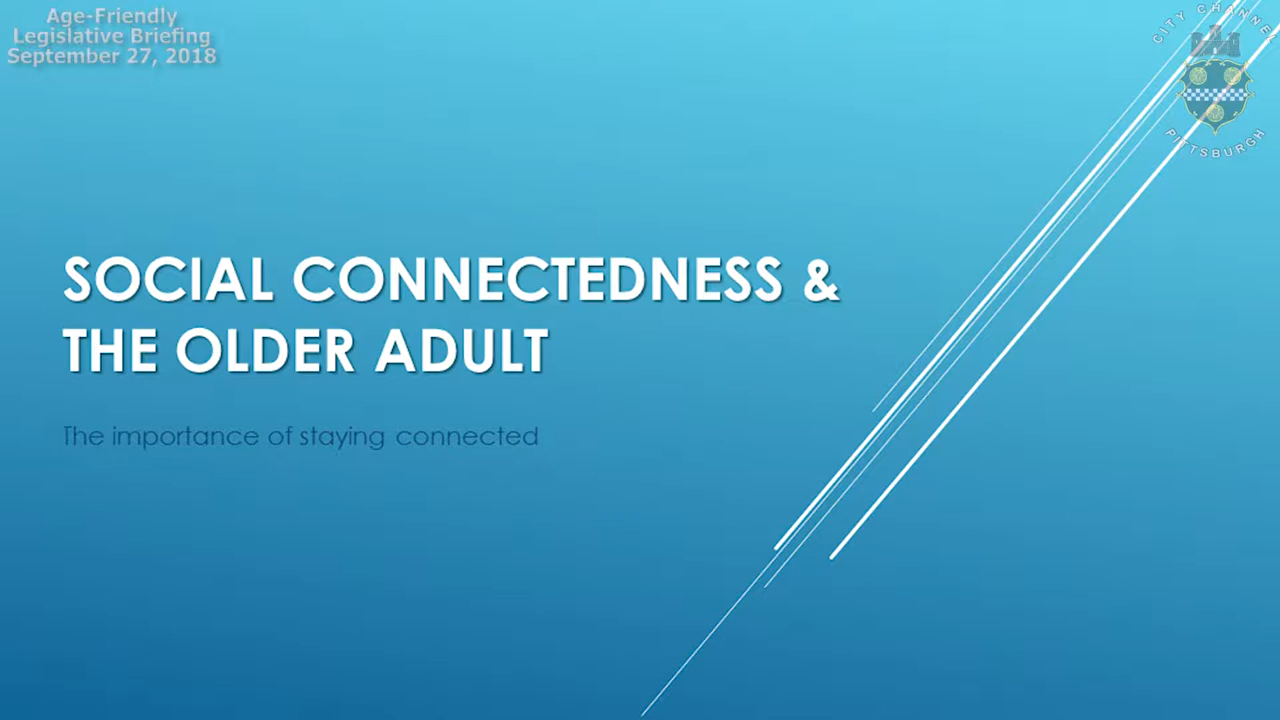 Age-Friendly
Legislative Briefing
September 27, 2018
CITY CHANNEL
PITTSBURGH
SOCIAL CONNECTEDNESS &
THE OLDER ADULT
The importance of staying connected